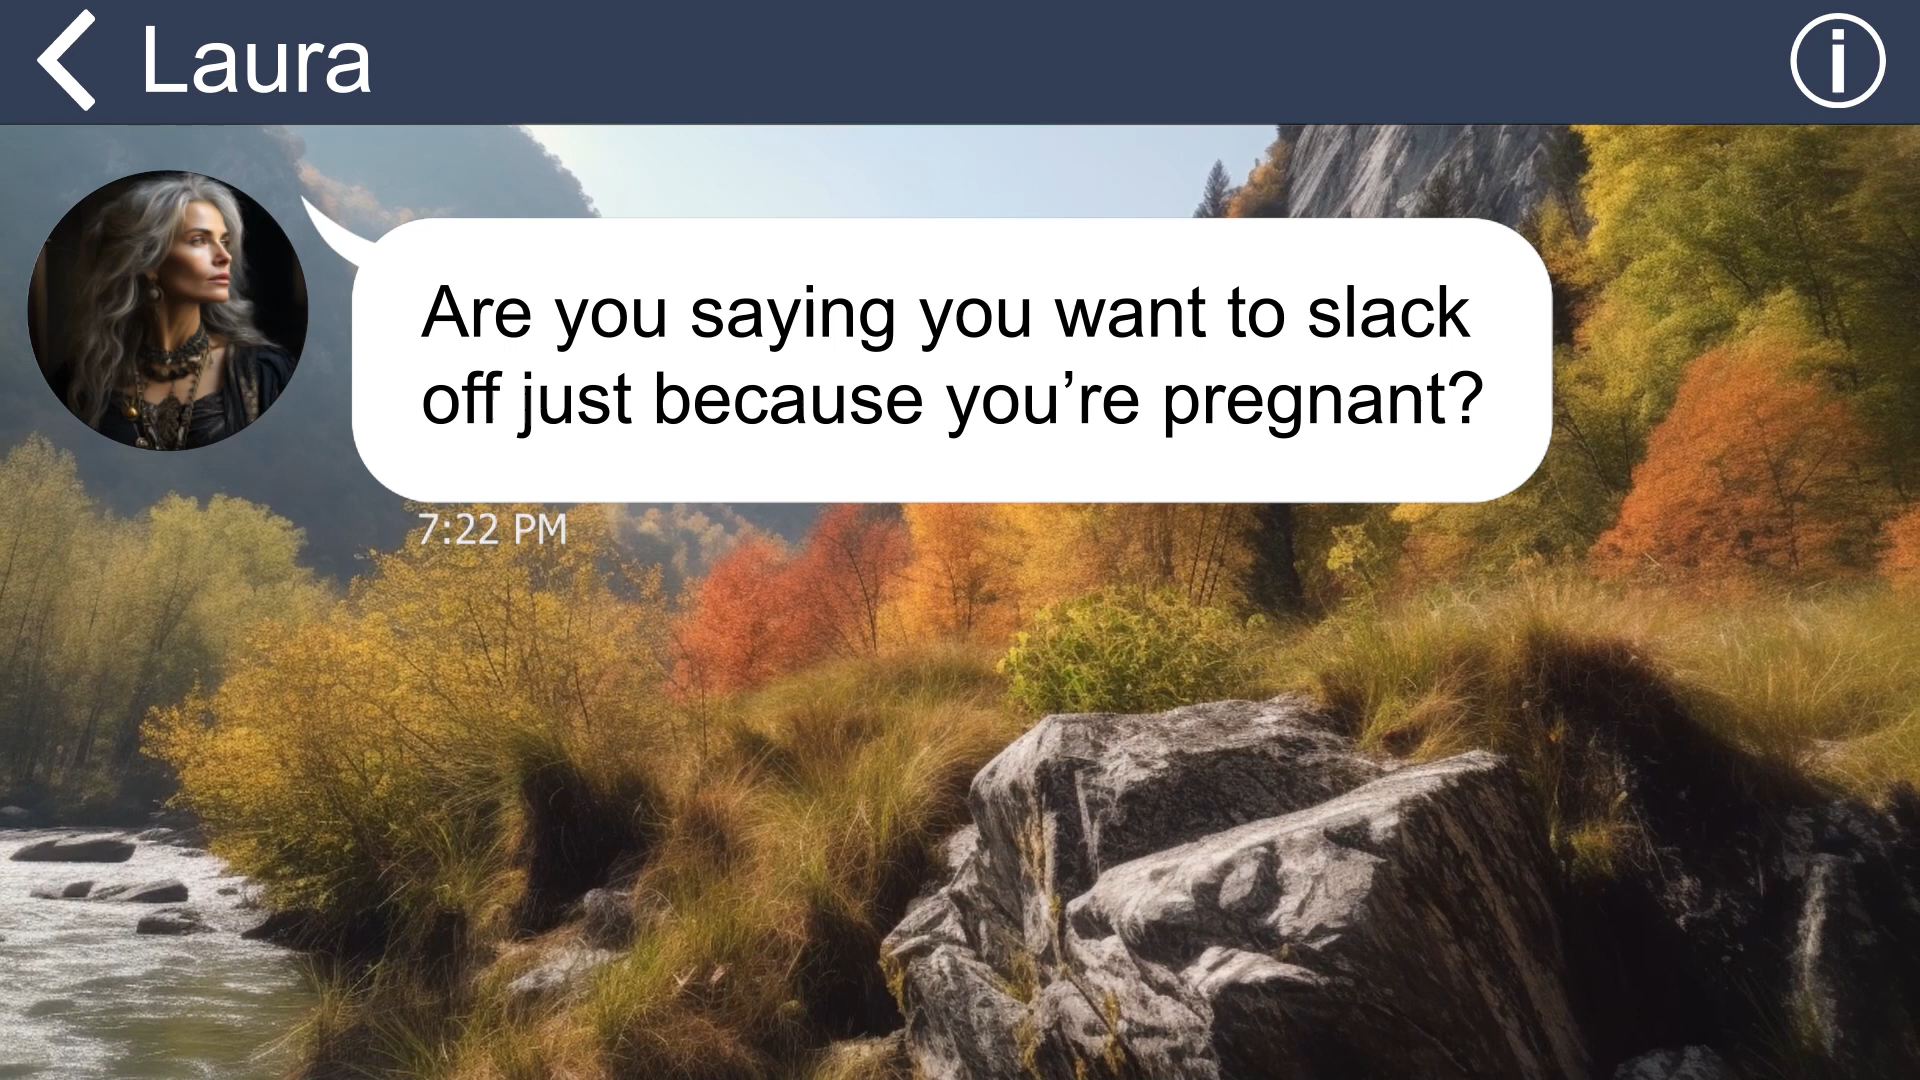 Laura
Are you saying you want to slack
off just because you’re pregnant?
7:22 PM